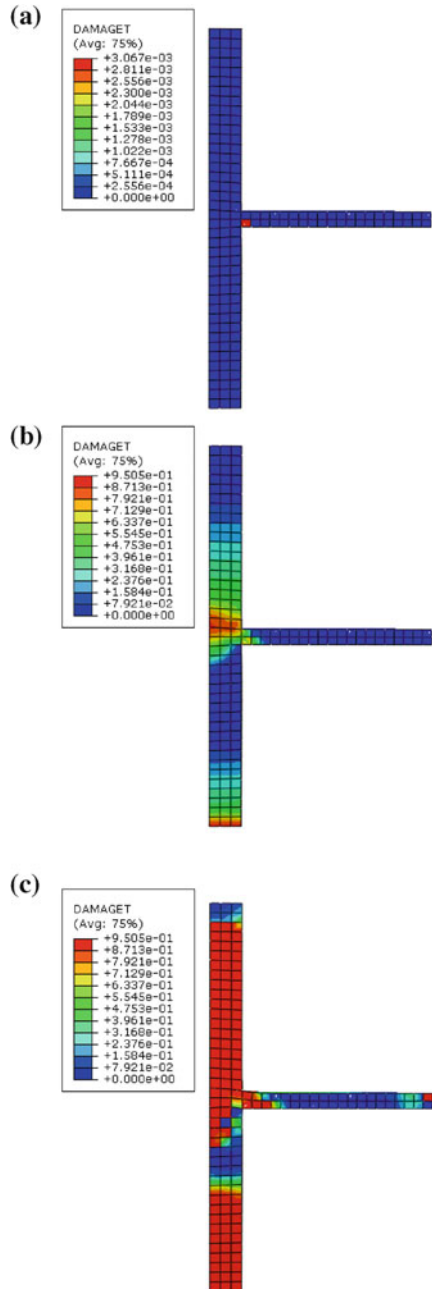 (a)
DAMAGET
(Avg: 75%)
+3.067e-03
+2.811e-03
+2.556e-03
+2.300e-03
+2.044e-03
+1.789e-03
+1.533e-03
+1.278e-03
+1.022e-03
+7.667e-04
+5.111e-04
+2.556e-04
+0.000e+00
(b)
DAMAGET
(Avg: 75%)
+9.505e-01
+8.713e-01
+7.921e-01
+7.129e-01
+6.337e-01
+5.545e-01
+4.753e-01
+3.961e-01
+3.168e-01
+2.376e-01
+1.584e-01
+7.921e-02
+0.000e+00
(c)
DAMAGET
(Avg: 75%)
+9.505e-01
+8.713e-01
+7.921e-01
+7.129e-01
+6.337e-01
+5.545e-01
+4.753e-01
+3.961e-01
+3.168e-01
+2.376e-01
+1.584e-01
+7.921e-02
+0.000e+00